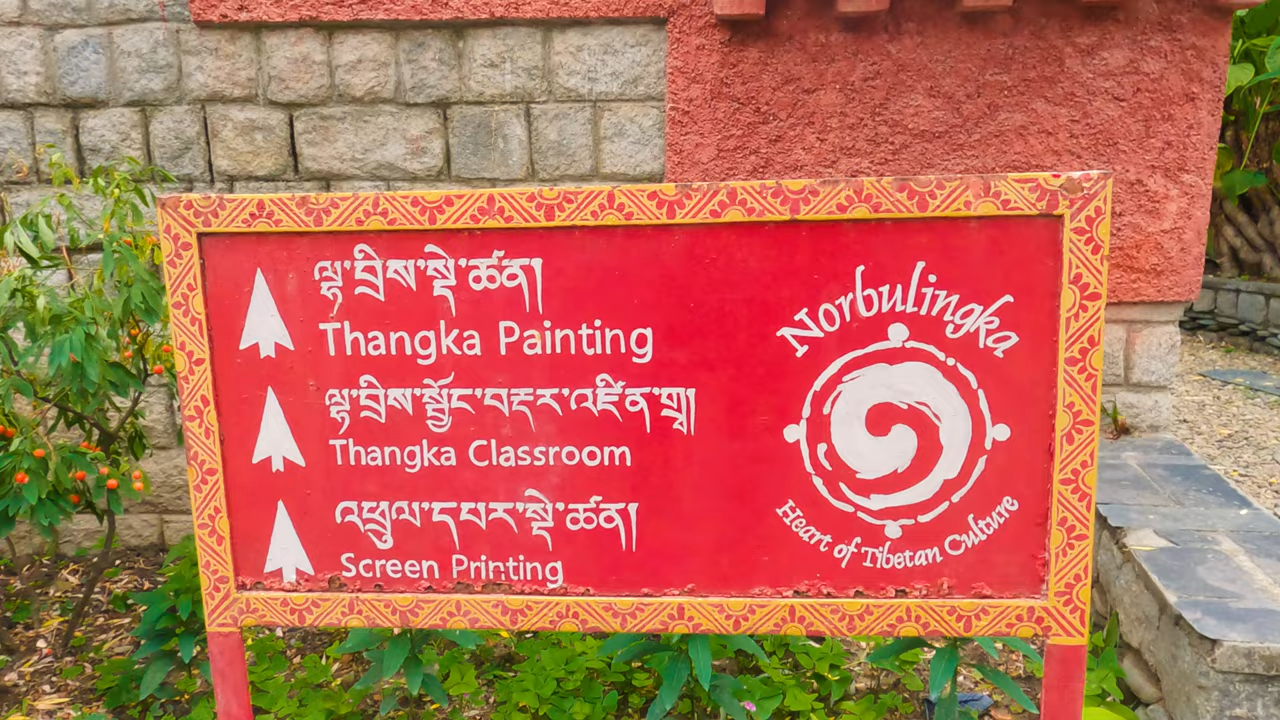 ལྷ་བྲིས་སྡེ་ཚན།
Thangka Painting
ལྷ་བྲིས་སྦྱོང་བརྡར་འཛིན་གྲྭ།
Thangka Classroom
འཕྲུལ་དཔར་སྡེ་ཚན།
Screen Printing
Norbulingka
Heart of Tibetan Culture